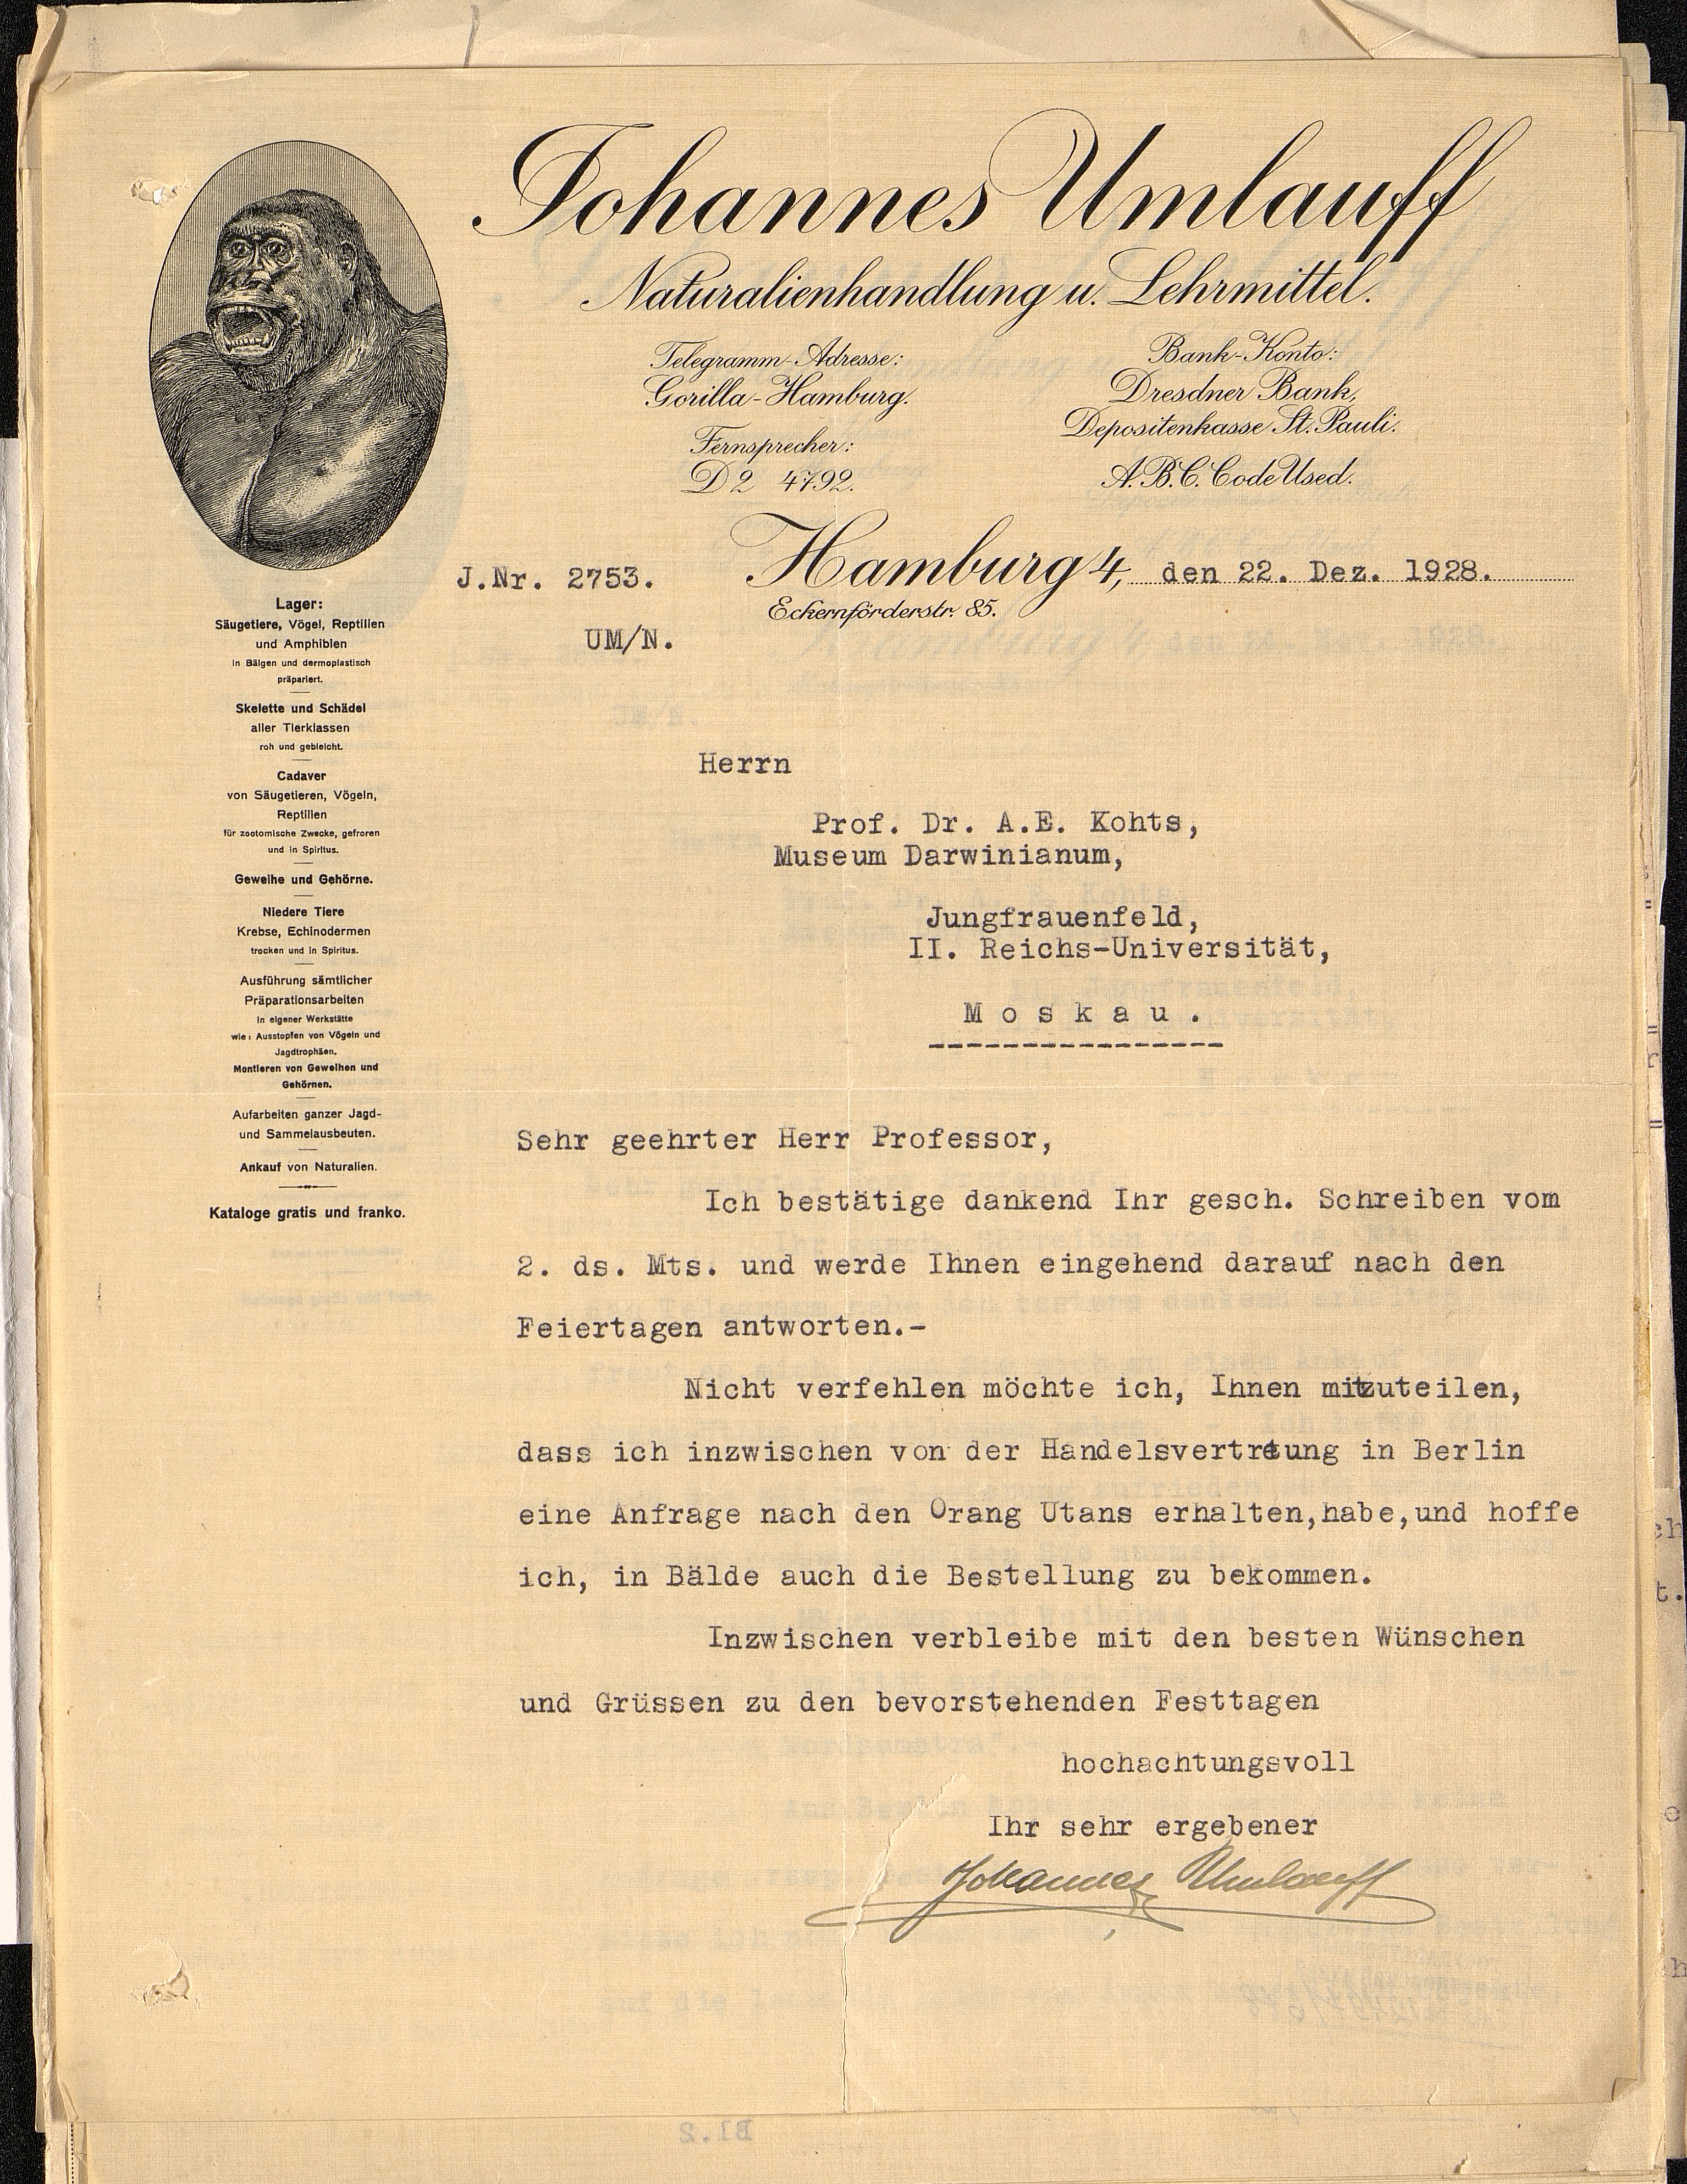 Johannes Umlauff
Naturalienhandlung u. Lehrmittel.
Telegramm-Adresse:
Gorilla-Hamburg.
Fernsprecher:
D2 4792.
Bank-Konto:
Dresdner Bank,
Depositenkasse St. Pauli.
A.B.C. Code Used.
J.Nr. 2753.
Hamburg 4, den 22. Dez. 1928.
Eckernförderstr. 85.
UM/N.
Lager:
Säugetiere, Vögel, Reptilien
und Amphibien
in Bälgen und dermoplastisch
präpariert.
Skelette und Schädel
aller Tierklassen
roh und gebleicht.
Cadaver
von Säugetieren, Vögeln,
Reptilien
für zootomische Zwecke, gefroren
und in Spiritus.
Geweihe und Gehörne.
Niedere Tiere
Krebse, Echinodermen
trocken und in Spiritus.
Ausführung sämtlicher
Präparationsarbeiten
in eigener Werkstätte
wie: Ausstopfen von Vögeln und
Jagdtrophäen.
Montieren von Geweihen und
Gehörnen.
Aufarbeiten ganzer Jagd-
und Sammelausbeuten.
Ankauf von Naturalien.
Kataloge gratis und franko.
Herrn
Prof. Dr. A.E. Kohts,
Museum Darwinianum,
Jungfrauenfeld,
II. Reichs-Universität,
M o s k a u .
Sehr geehrter Herr Professor,
Ich bestätige dankend Ihr gesch. Schreiben vom
2. ds. Mts. und werde Ihnen eingehend darauf nach den
Feiertagen antworten.-
Nicht verfehlen möchte ich, Ihnen mitzuteilen,
dass ich inzwischen von der Handelsvertretung in Berlin
eine Anfrage nach den Orang Utans erhalten,habe,und hoffe
ich, in Bälde auch die Bestellung zu bekommen.
Inzwischen verbleibe mit den besten Wünschen
und Grüssen zu den bevorstehenden Festtagen
hochachtungsvoll
Ihr sehr ergebener
Johannes Umlauff
Bl.2